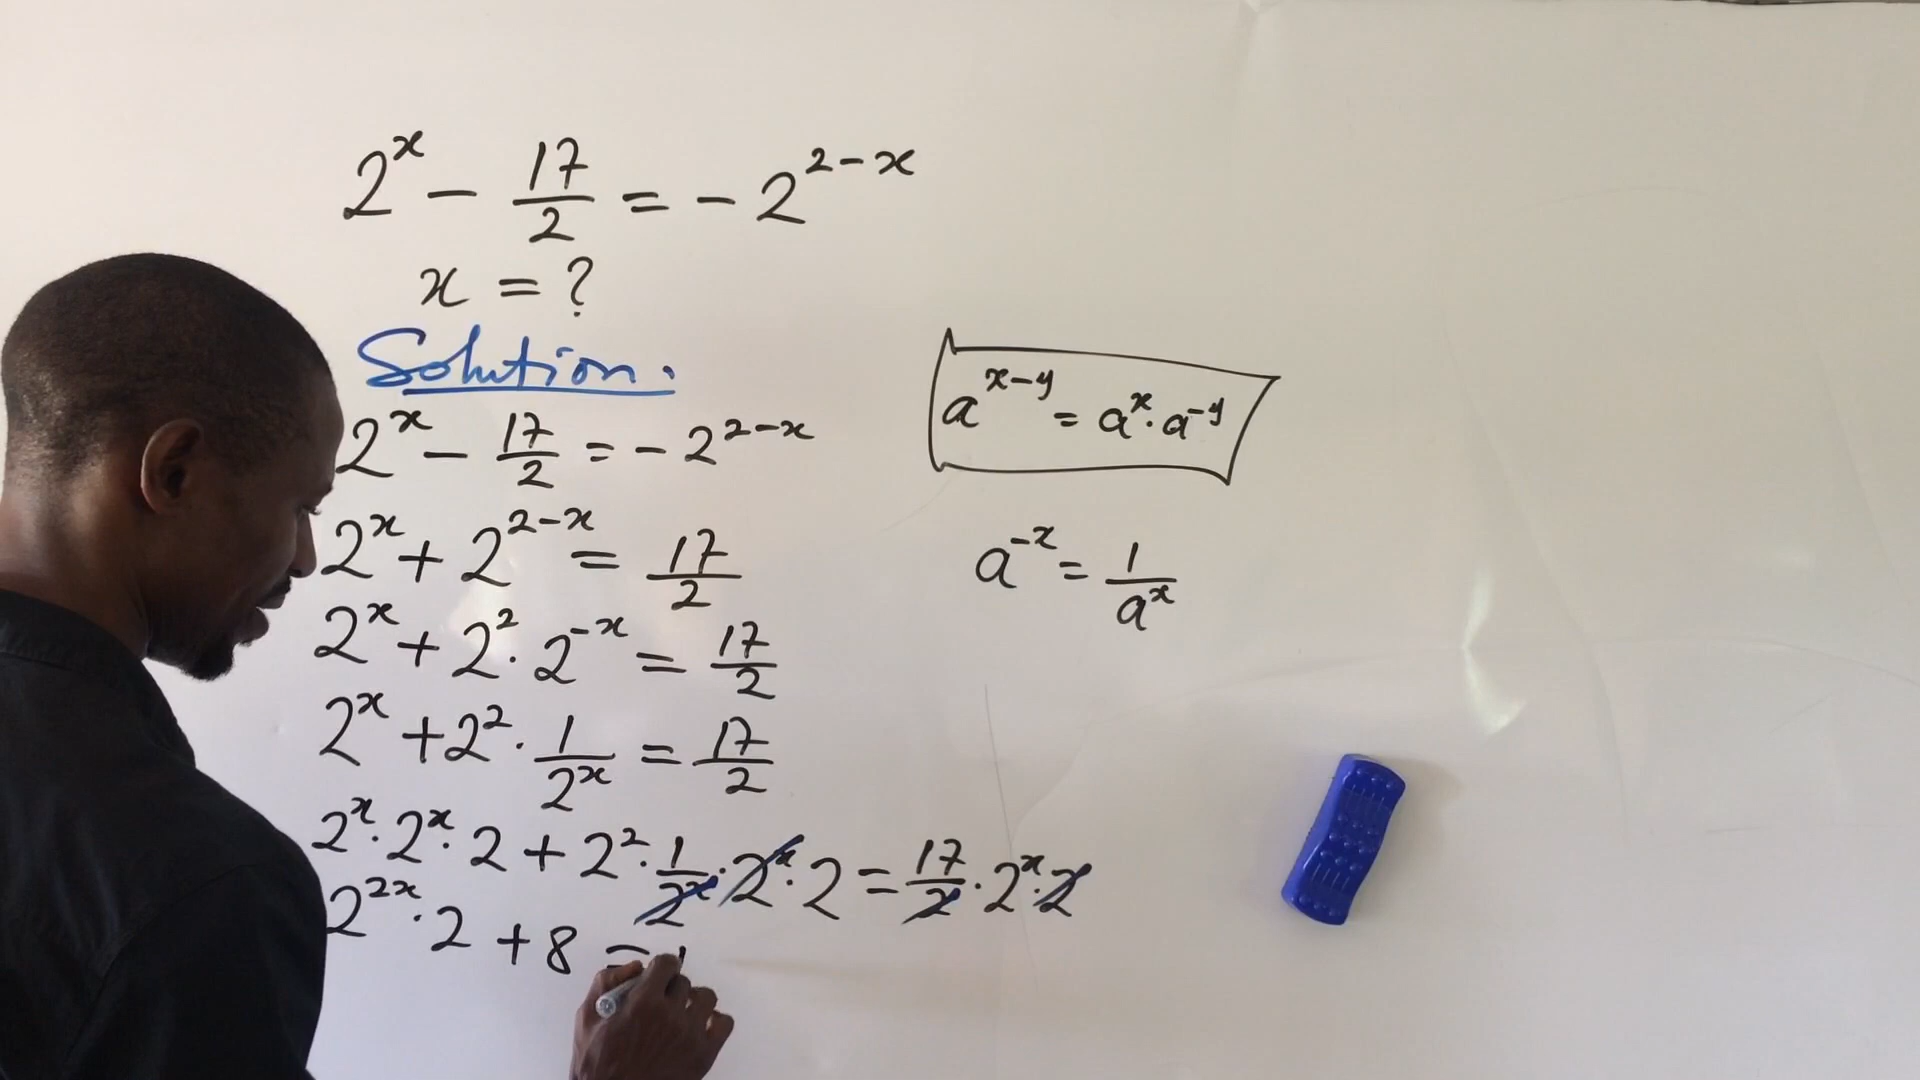 2^x - 17/2 = -2^(2-x)
x = ?
Solution.
2^x - 17/2 = -2^(2-x)
2^x + 2^(2-x) = 17/2
2^x + 2^2 · 2^(-x) = 17/2
2^x + 2^2 · 1/2^x = 17/2
2^x · 2^x · 2 + 2^2 · 1/2^x · 2^x · 2 = 17/2 · 2^x · 2
2^(2x) · 2 + 8 =
a^(x-y) = a^x · a^(-y)
a^(-x) = 1/a^x